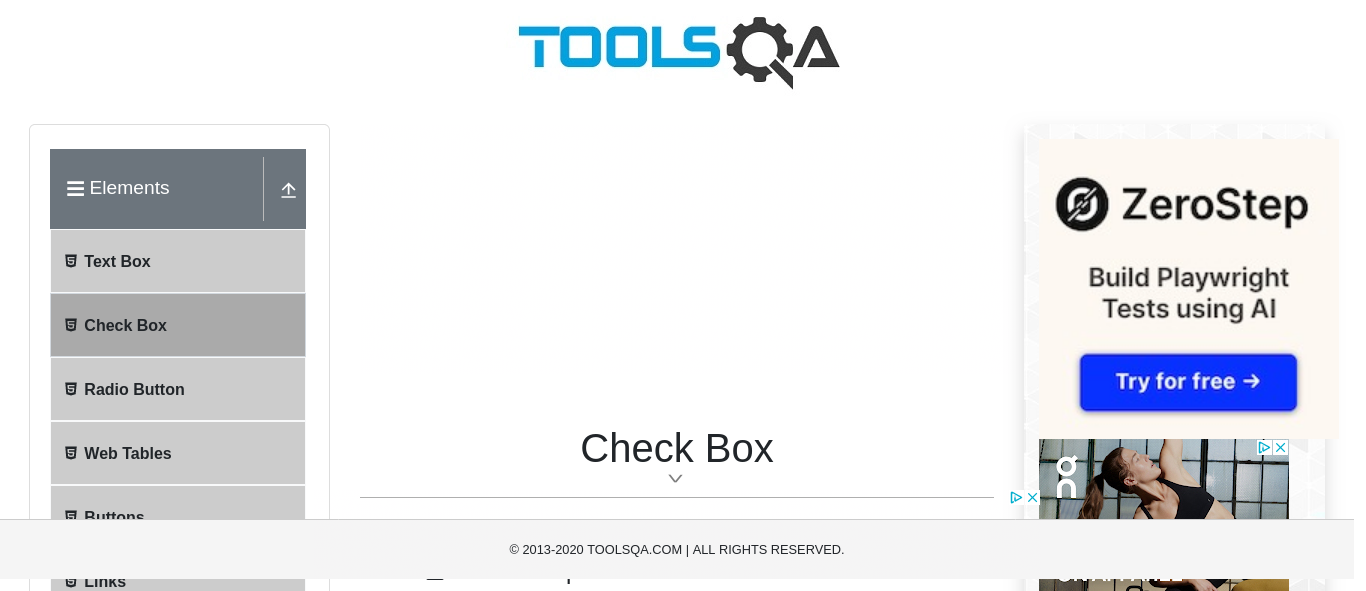 TOOLSQA
Elements
Text Box
Check Box
Radio Button
Web Tables
Buttons
Links
Check Box
ZeroStep
Build Playwright
Tests using AI
Try for free →
on
© 2013-2020 TOOLSQA.COM | ALL RIGHTS RESERVED.